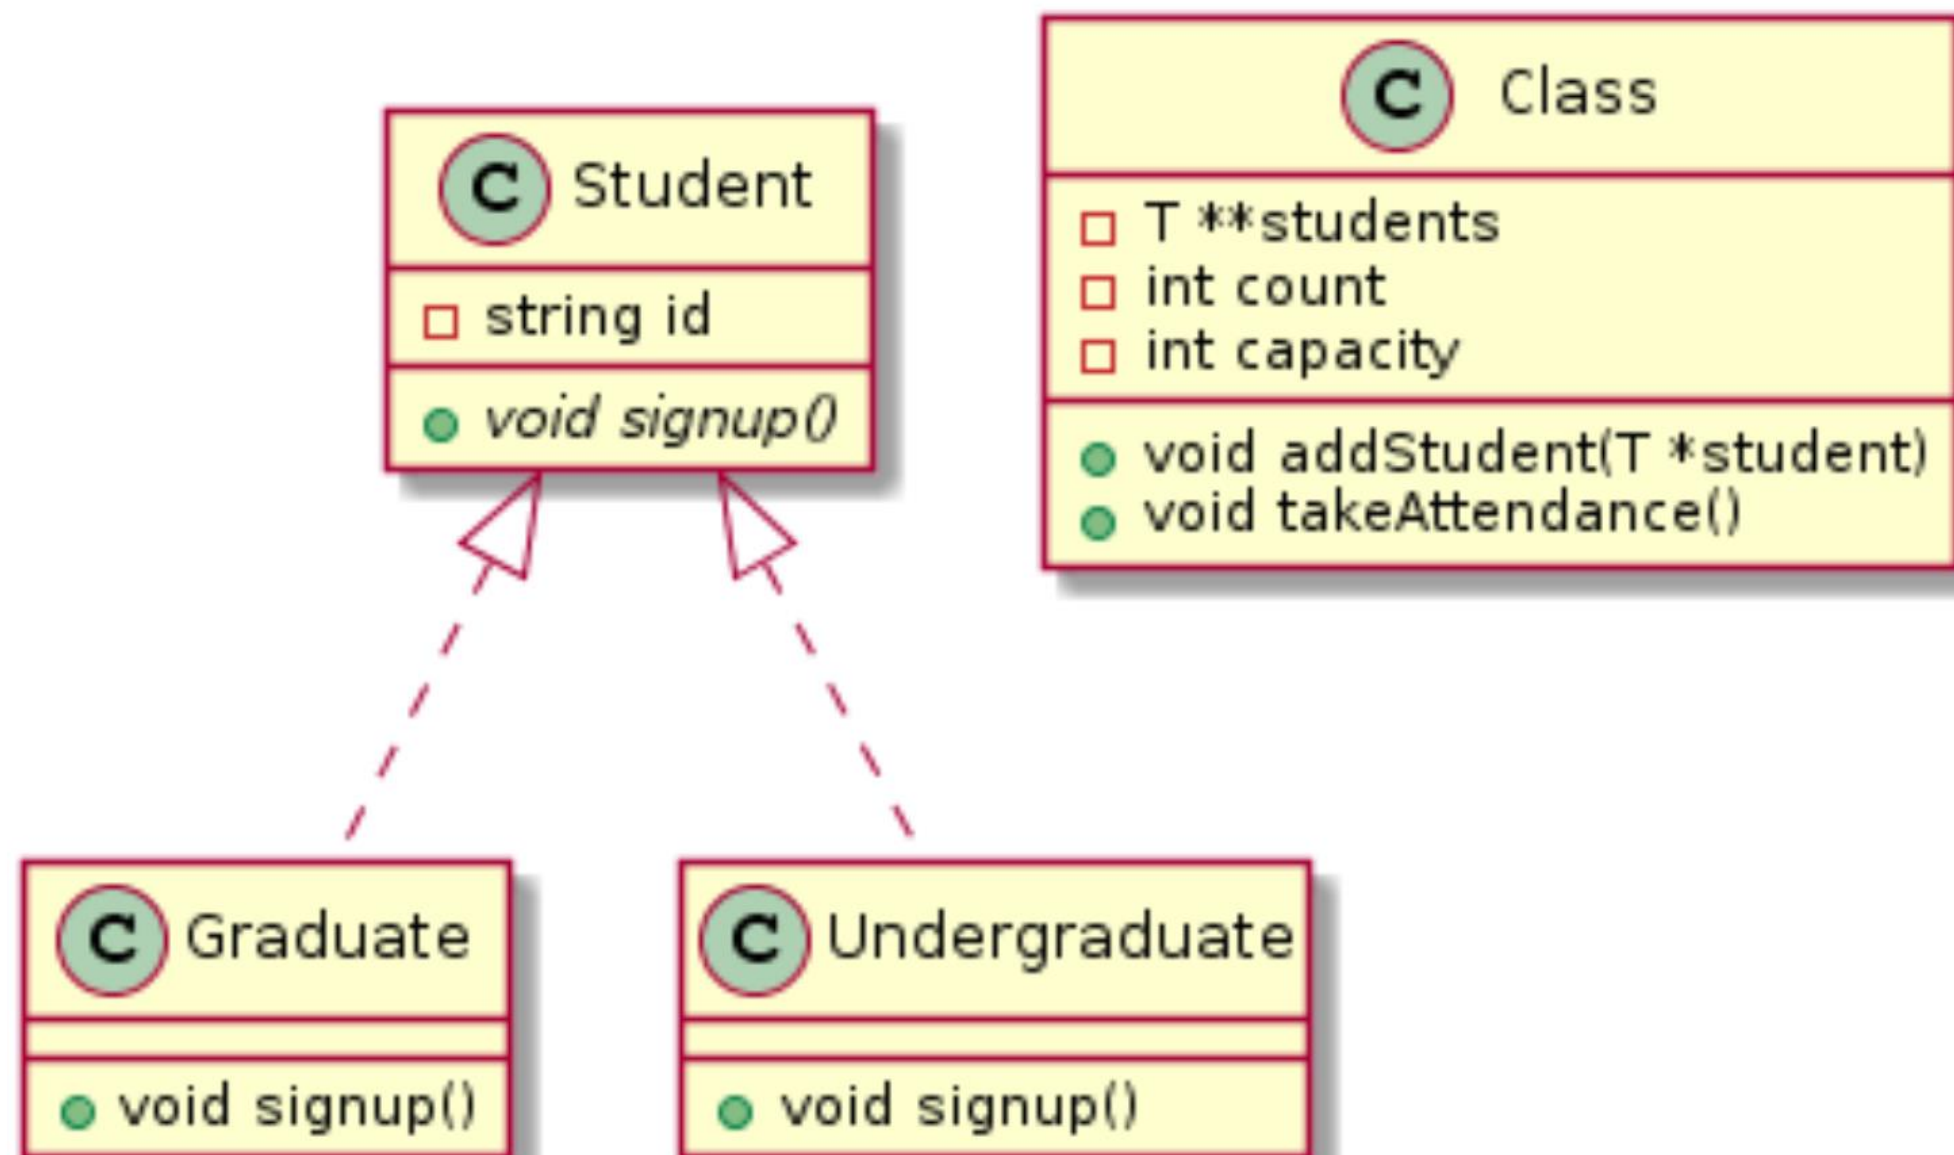 C Student
string id
void signup()
C Class
T **students
int count
int capacity
void addStudent(T *student)
void takeAttendance()
C Graduate
void signup()
C Undergraduate
void signup()